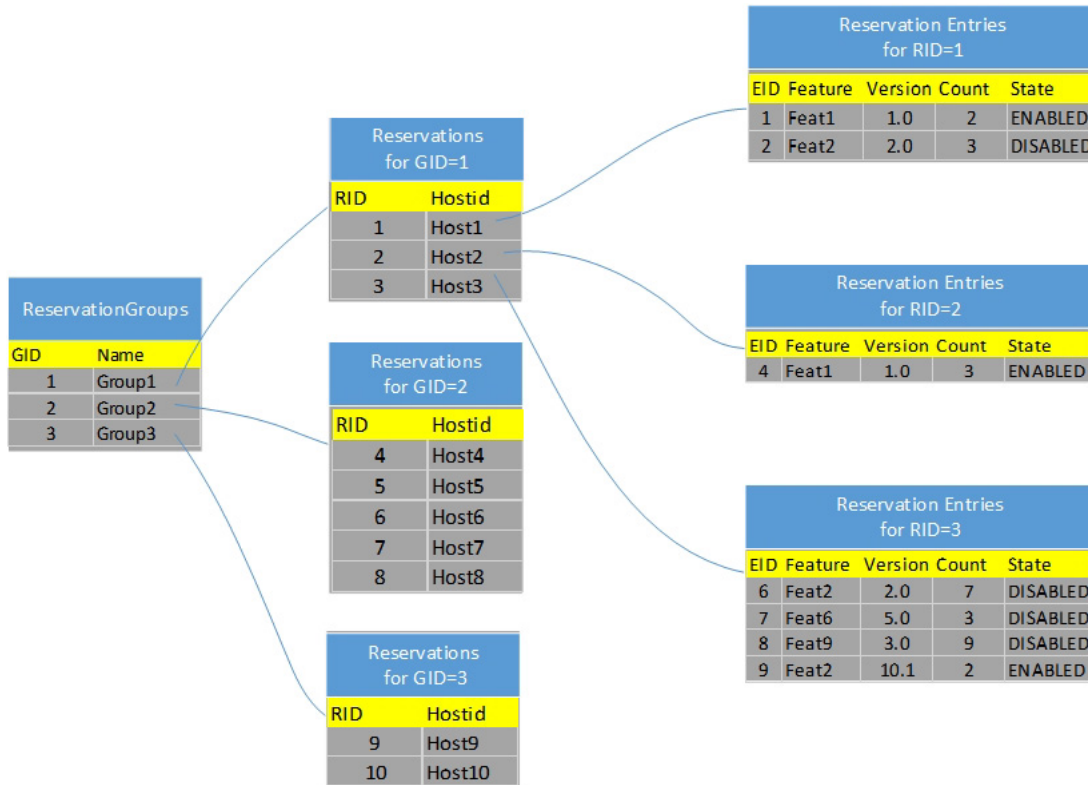 ReservationGroups
GID Name
1 Group1
2 Group2
3 Group3
Reservations
for GID=1
RID Hostid
1 Host1
2 Host2
3 Host3
Reservations
for GID=2
RID Hostid
4 Host4
5 Host5
6 Host6
7 Host7
8 Host8
Reservations
for GID=3
RID Hostid
9 Host9
10 Host10
Reservation Entries
for RID=1
EID Feature Version Count State
1 Feat1 1.0 2 ENABLED
2 Feat2 2.0 3 DISABLED
Reservation Entries
for RID=2
EID Feature Version Count State
4 Feat1 1.0 3 ENABLED
Reservation Entries
for RID=3
EID Feature Version Count State
6 Feat2 2.0 7 DISABLED
7 Feat6 5.0 3 DISABLED
8 Feat9 3.0 9 DISABLED
9 Feat2 10.1 2 ENABLED